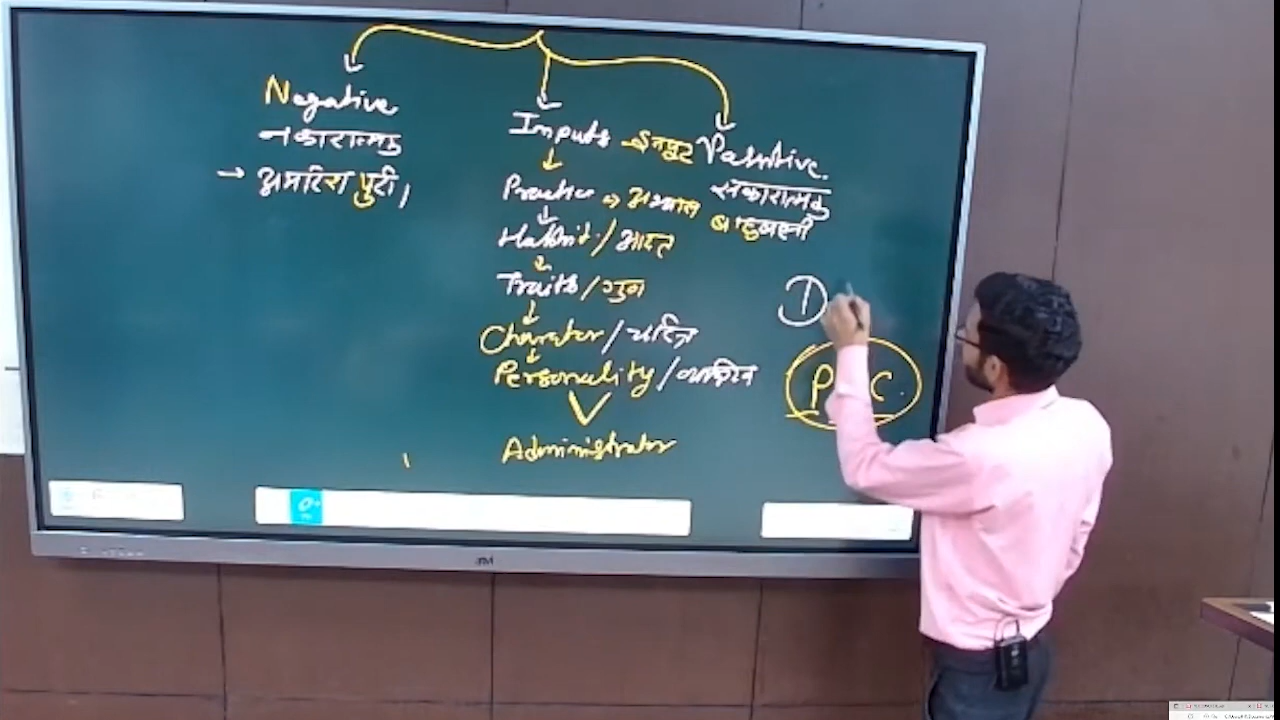 Negative
नकारात्मक
→ अमरिश पुरी।
Inputs → इनपुट
Practice → अभ्यास
Habit / आदत
Traits / गुण
Character / चरित्र
Personality / व्यक्तित्व
Administrator
Positive.
सकारात्मक
बाहुबली
D
P C.